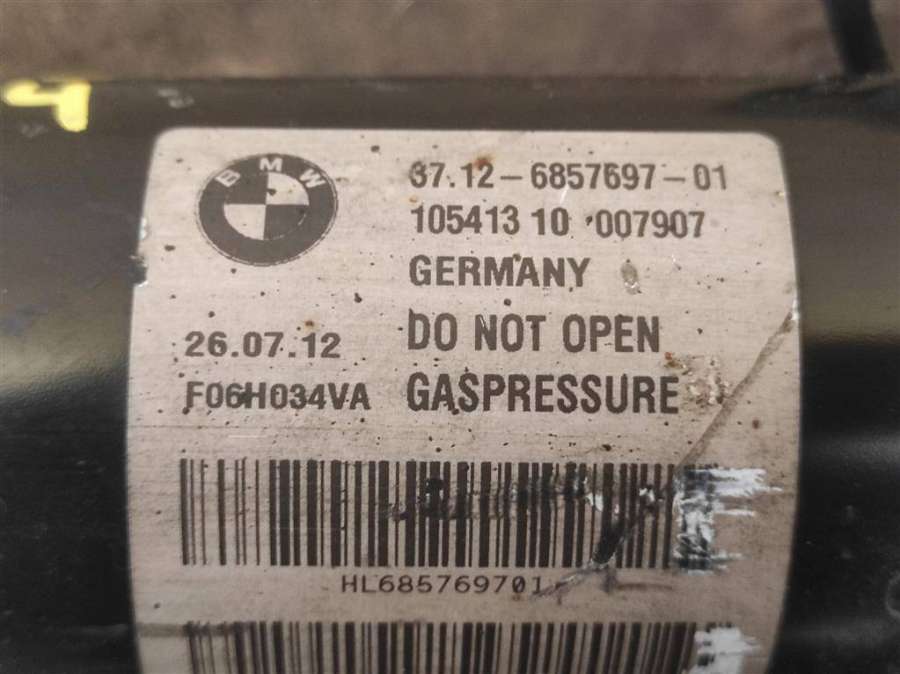 BMW
37.12-6857697-01
105413 10 007907
GERMANY
26.07.12
DO NOT OPEN
F06H034VA
GASPRESSURE
HL685769701